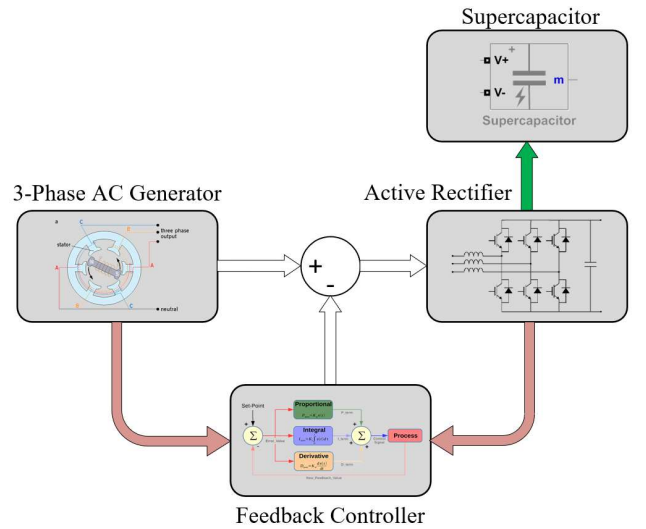 Supercapacitor
+
V+
m
V-
Supercapacitor
3-Phase AC Generator
Active Rectifier
a
C
three phase
output
stator
B
A
A
neutral
B
C
+
-
Set-Point
Proportional
+
Σ
-
Integral
Σ
Process
Derivative
Feedback Controller